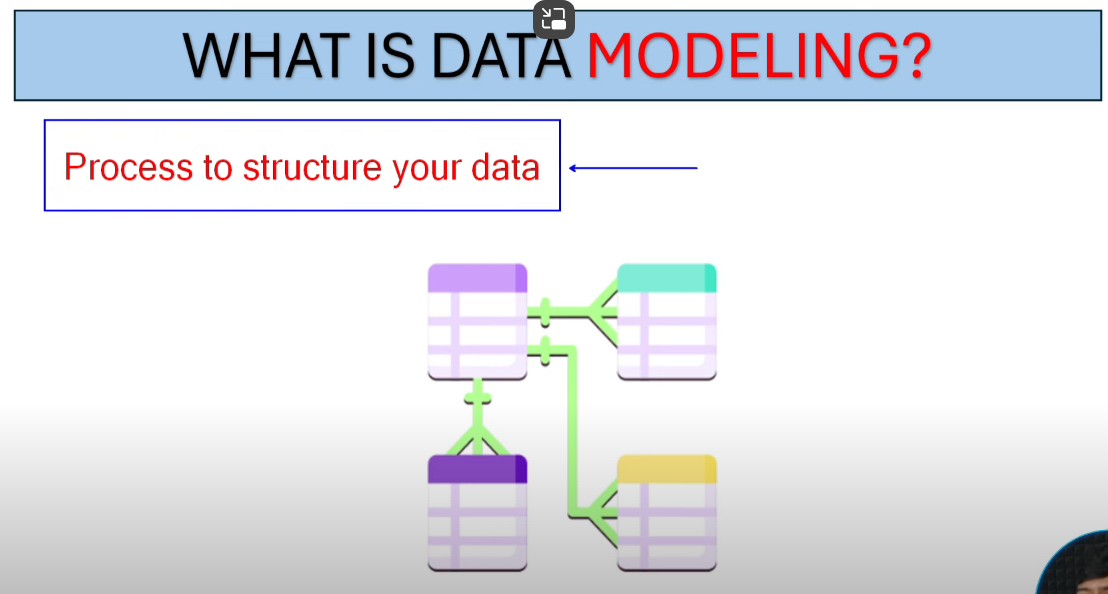 WHAT IS DATA MODELING?
Process to structure your data